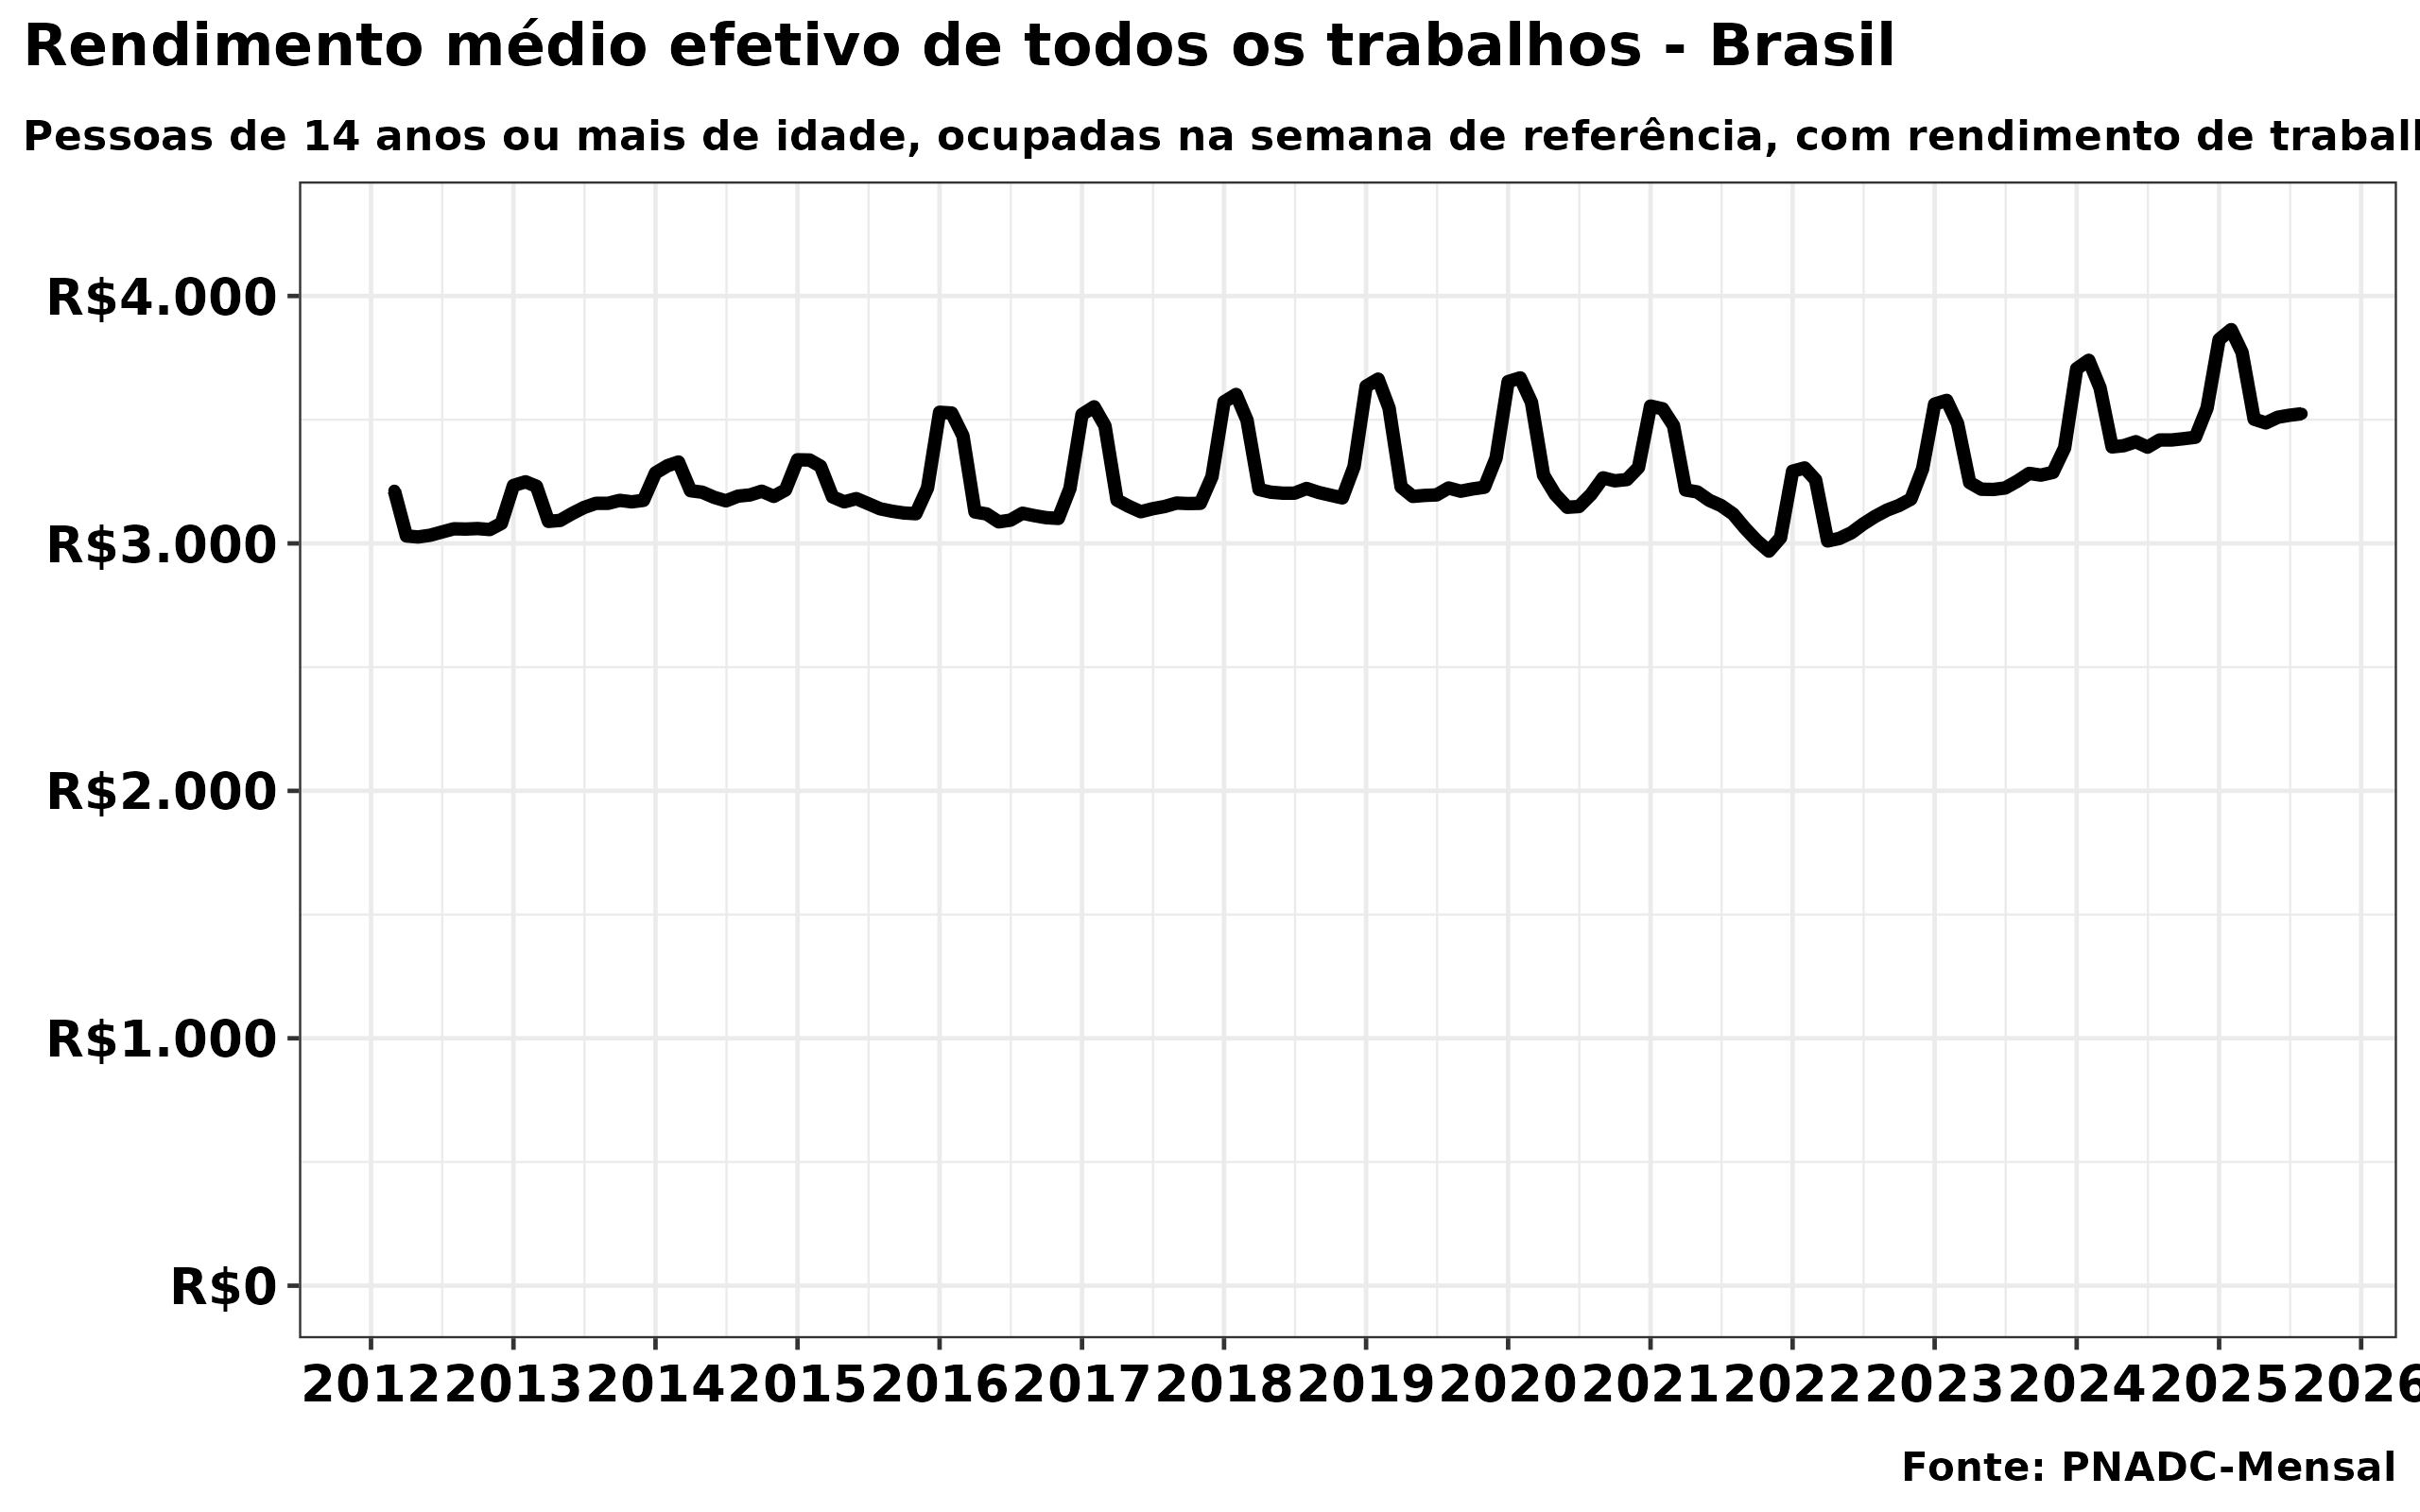 Rendimento médio efetivo de todos os trabalhos - Brasil
Pessoas de 14 anos ou mais de idade, ocupadas na semana de referência, com rendimento de
R$4.000
R$3.000
R$2.000
R$1.000
R$0
2012 2013 2014 2015 2016 2017 2018 2019 2020 2021 2022 2023 2024 2025 2026
Fonte: PNADC-Mensal